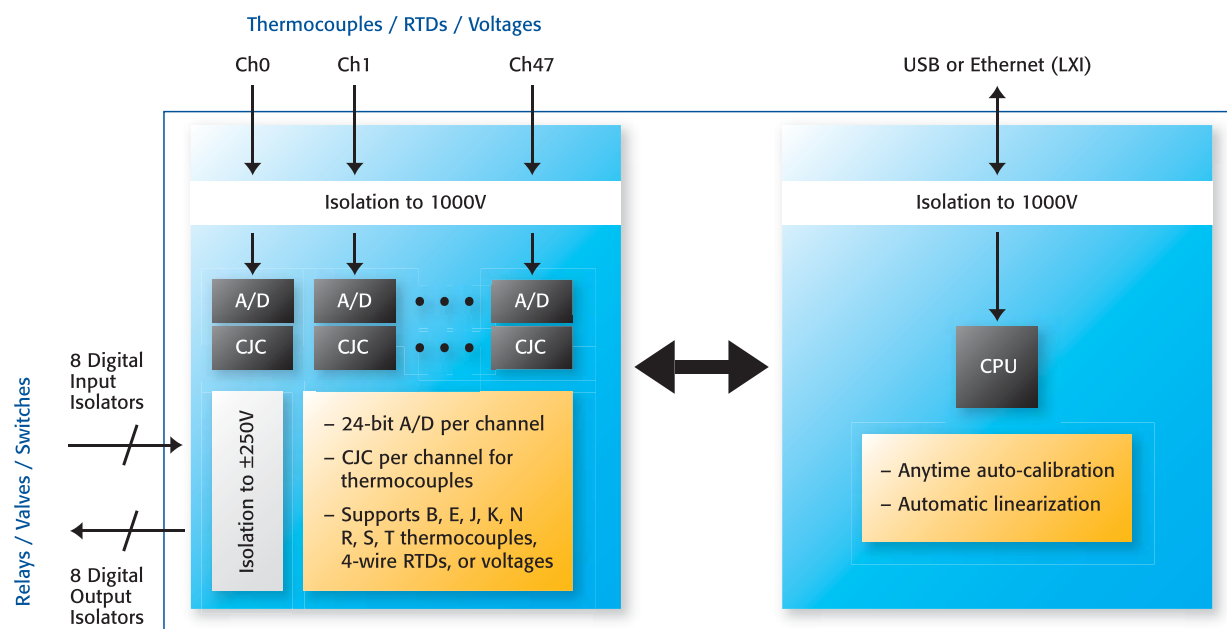 Thermocouples / RTDs / Voltages
Ch0
Ch1
Ch47
USB or Ethernet (LXI)
Isolation to 1000V
Isolation to 1000V
A/D
A/D
A/D
CJC
CJC
CJC
CPU
Relays / Valves / Switches
8 Digital
Input
Isolators
8 Digital
Output
Isolators
Isolation to ±250V
– 24-bit A/D per channel
– CJC per channel for
thermocouples
– Supports B, E, J, K, N
R, S, T thermocouples,
4-wire RTDs, or voltages
– Anytime auto-calibration
– Automatic linearization